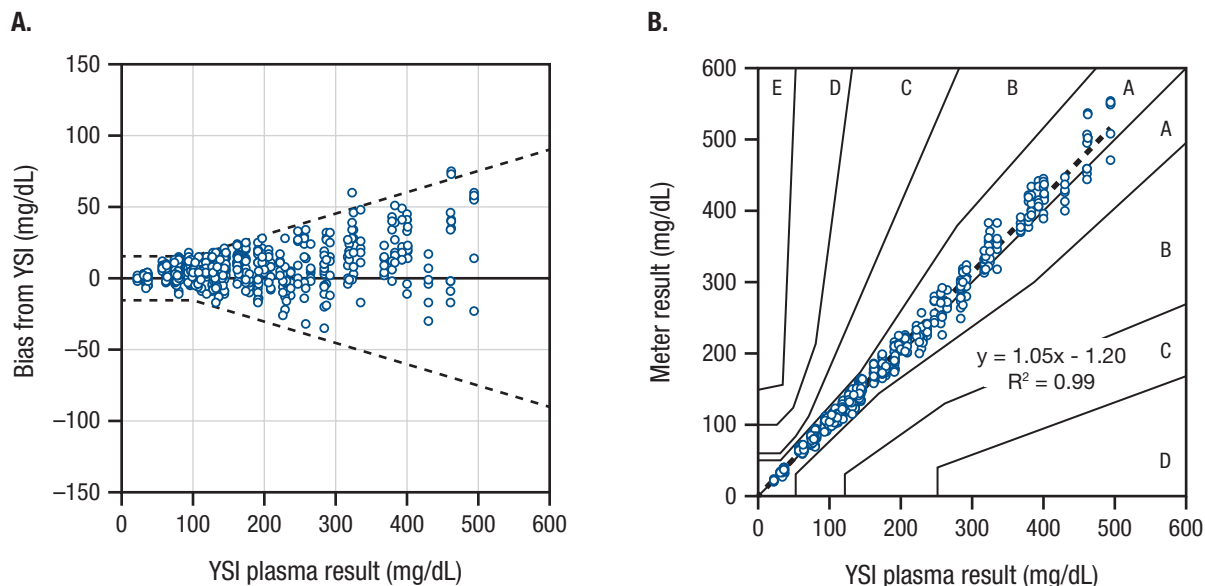 A.
150
100
50
0
−50
−100
−150
0 100 200 300 400 500 600
Bias from YSI (mg/dL)
YSI plasma result (mg/dL)
B.
600
500
400
300
200
100
0
0 100 200 300 400 500 600
Meter result (mg/dL)
YSI plasma result (mg/dL)
E D C B A
A
B
C
D
y = 1.05x - 1.20
R² = 0.99